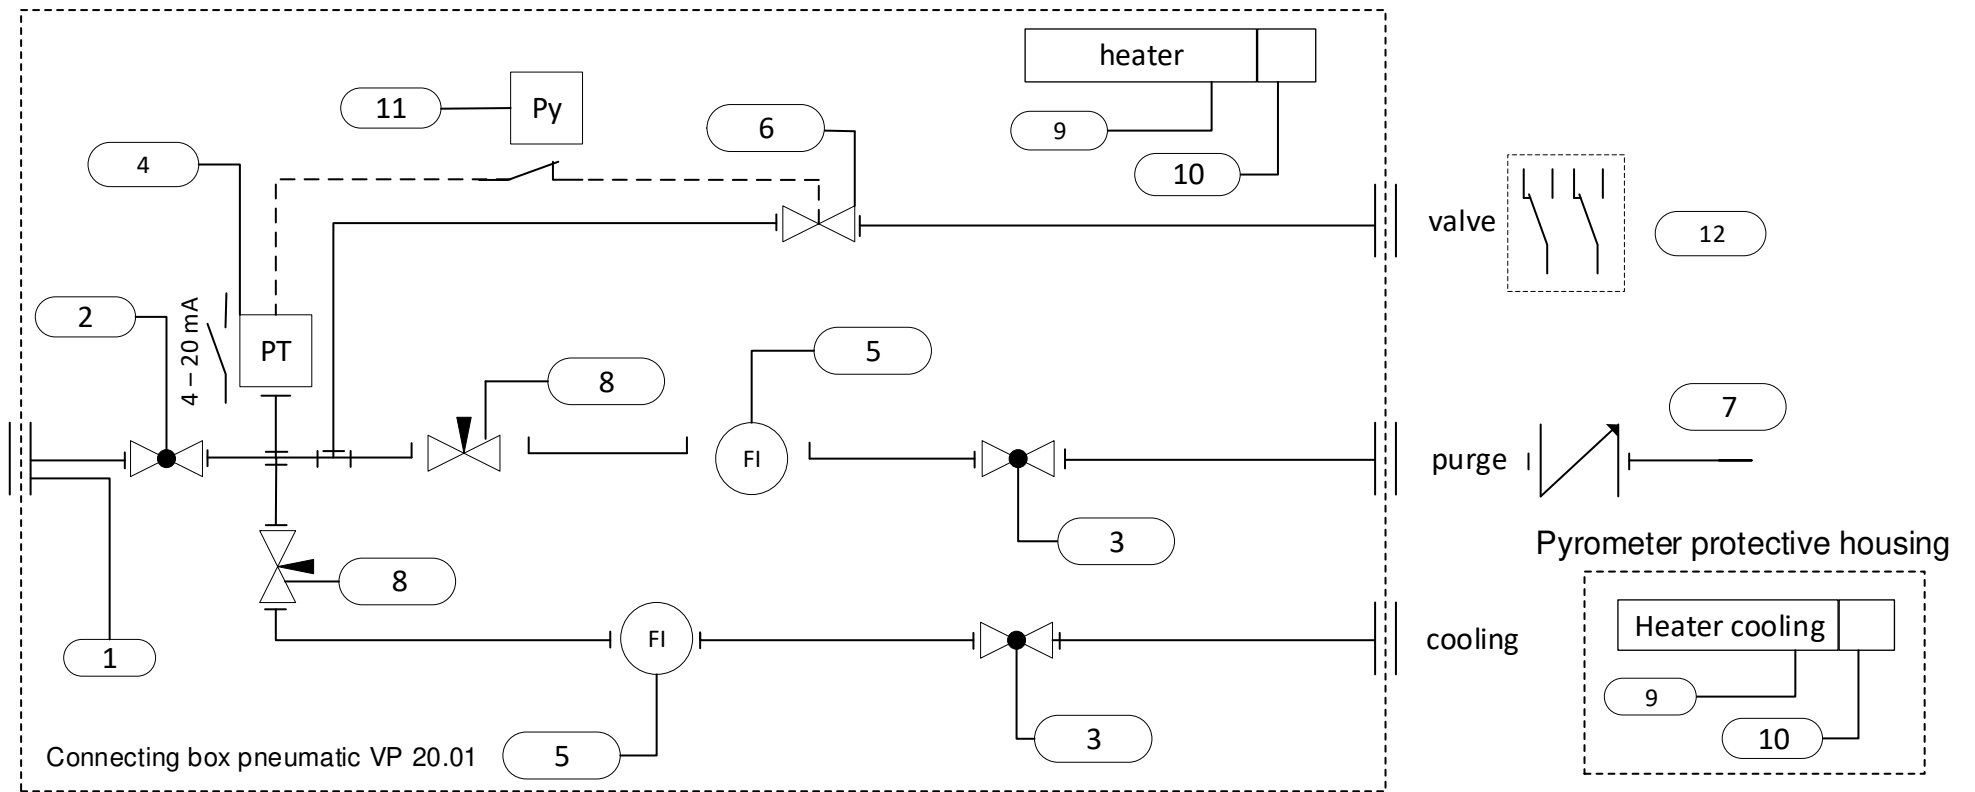 heater
11
Py
6
9
4
10
valve
12
2
4 – 20 mA
PT
5
8
7
FI
purge
3
Pyrometer protective housing
8
FI
cooling
Heater cooling
1
9
3
10
Connecting box pneumatic VP 20.01
5